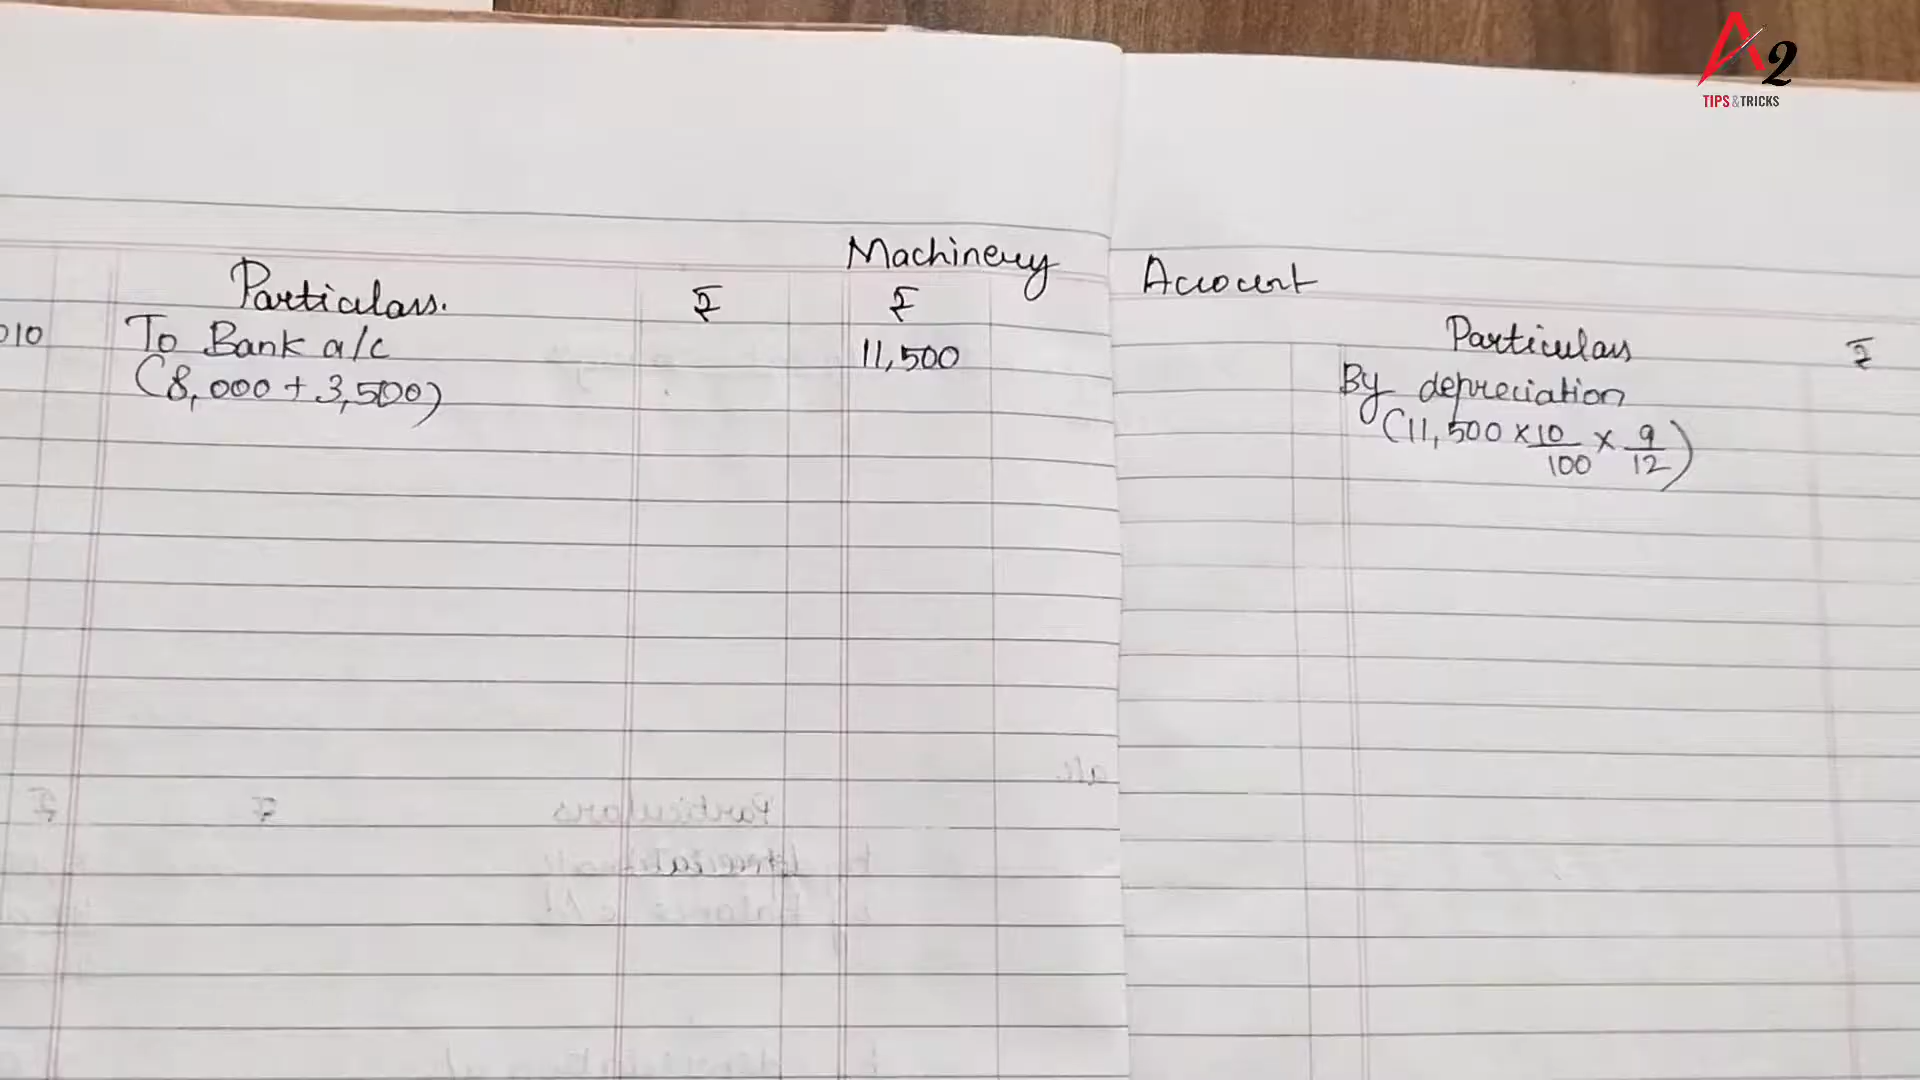 A2
TIPS&TRICKS
Machinery Account
Particulars. ₹ ₹
010 To Bank a/c 11,500
(8,000 + 3,500)
Particulars ₹
By depreciation
(11,500 × 10/100 × 9/12)
a/c
Particulars ₹ ₹